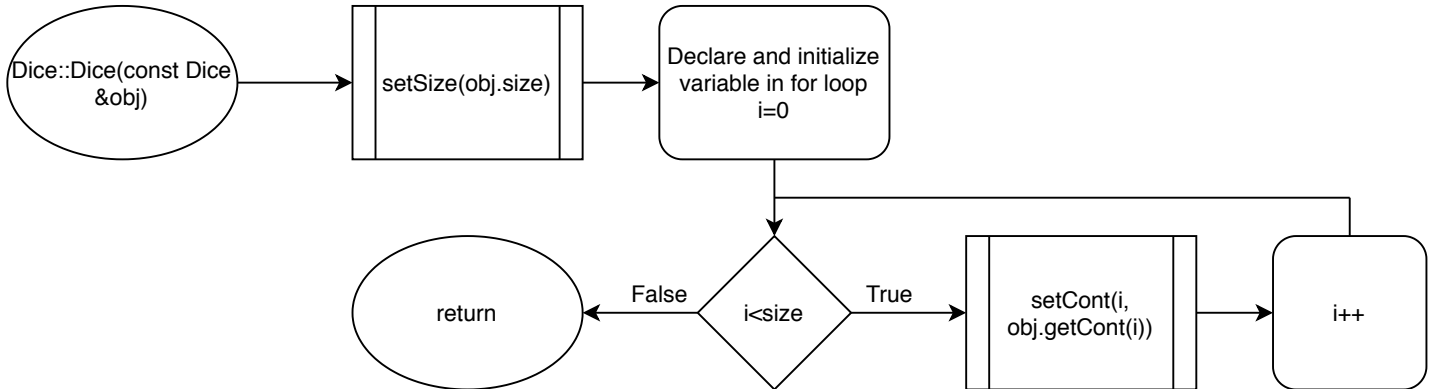 Dice::Dice(const Dice
&obj)
setSize(obj.size)
Declare and initialize
variable in for loop
i=0
return
False
i<size
True
setCont(i,
obj.getCont(i))
i++